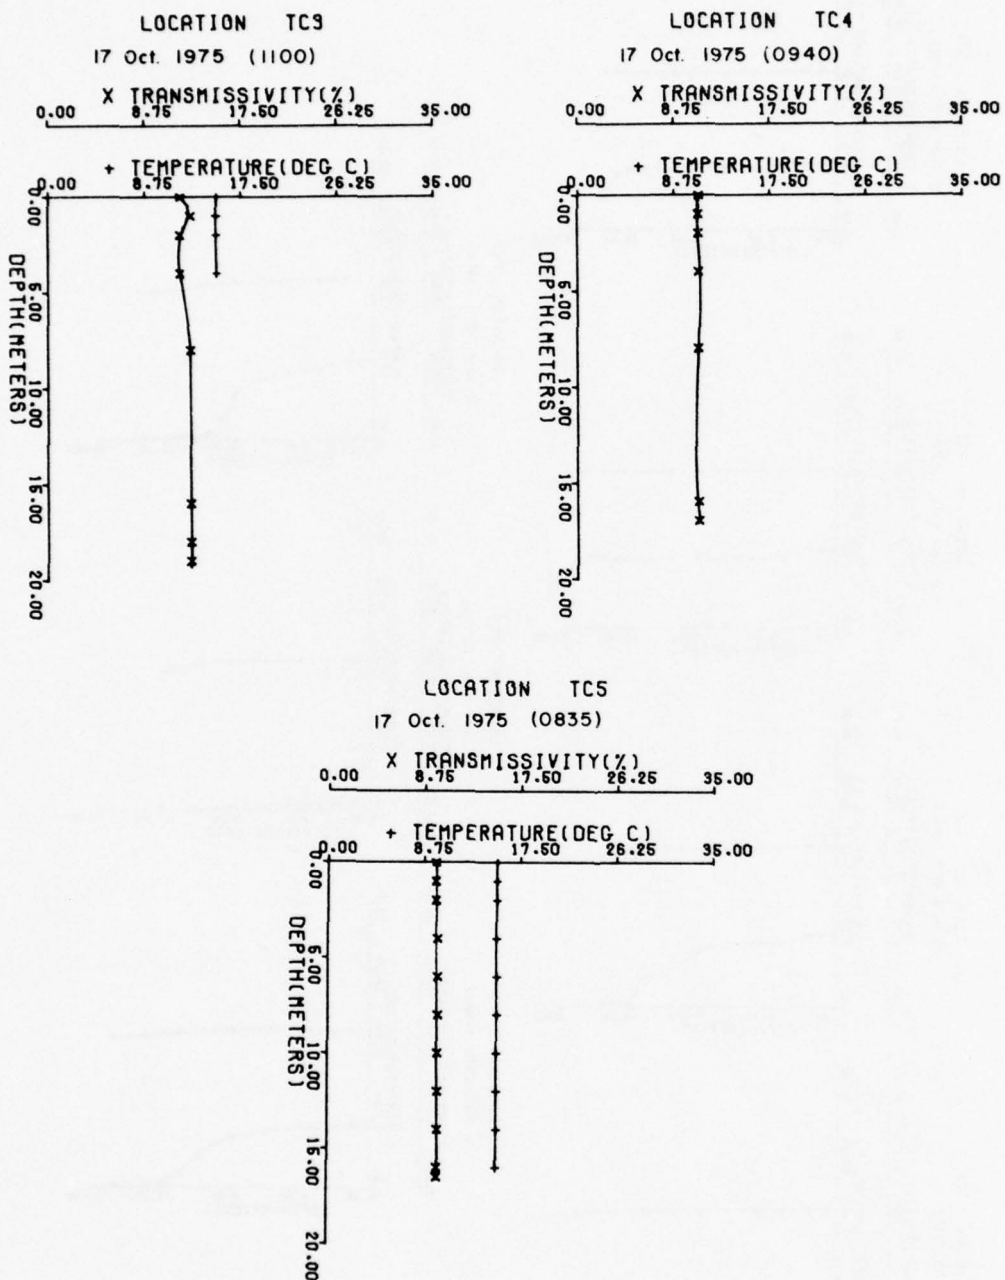 LOCATION TC3
17 Oct. 1975 (1100)
X TRANSMISSIVITY(%)
0.00 8.75 17.50 26.25 35.00
+ TEMPERATURE(DEG C)
0.00 8.75 17.50 26.25 35.00
0.00 5.00 10.00 15.00 20.00
DEPTH(METERS)
LOCATION TC4
17 Oct. 1975 (0940)
X TRANSMISSIVITY(%)
0.00 8.75 17.50 26.25 35.00
+ TEMPERATURE(DEG C)
0.00 8.75 17.50 26.25 35.00
0.00 5.00 10.00 15.00 20.00
DEPTH(METERS)
LOCATION TC5
17 Oct. 1975 (0835)
X TRANSMISSIVITY(%)
0.00 8.75 17.50 26.25 35.00
+ TEMPERATURE(DEG C)
0.00 8.75 17.50 26.25 35.00
0.00 5.00 10.00 15.00 20.00
DEPTH(METERS)